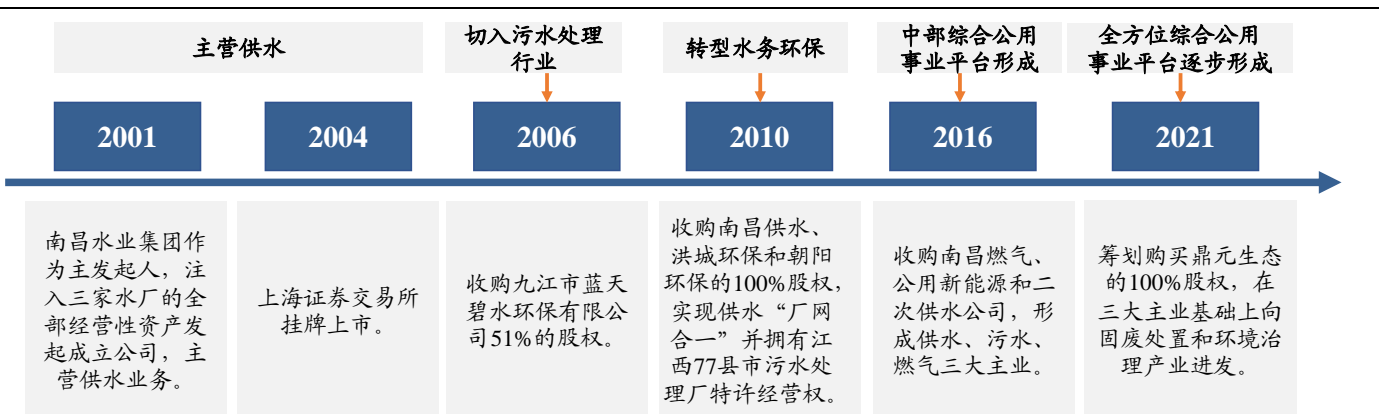 主营供水
切入污水处理
行业
转型水务环保
中部综合公用
事业平台形成
全方位综合公用
事业平台逐步形成
2001
2004
2006
2010
2016
2021
南昌水业集团作
为主发起人，注
入三家水厂的全
部经营性资产发
起成立公司，主
营供水业务。
上海证券交易所
挂牌上市。
收购九江市蓝天
碧水环保有限公
司51%的股权。
收购南昌供水、
洪城环保和朝阳
环保的100%股权，
实现供水“厂网
合一”并拥有江
西77县市污水处
理厂特许经营权。
收购南昌燃气、
公用新能源和二
次供水公司，形
成供水、污水、
燃气三大主业。
筹划购买鼎元生态
的100%股权，在
三大主业基础上向
固废处置和环境治
理产业进发。